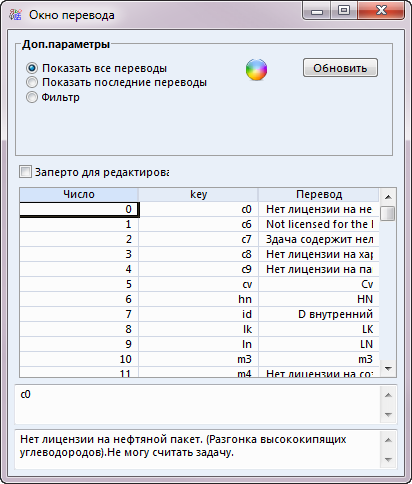 Окно перевода
Доп.параметры
Показать все переводы
Показать последние переводы
Фильтр
Обновить
Заперто для редактирова
Число key Перевод
0 c0 Нет лицензии на не
1 c6 Not licensed for the
2 c7 Здача содержит нел
3 c8 Нет лицензии на хар
4 c9 Нет лицензии на па
5 cv Cv
6 hn HN
7 id D внутренний
8 lk LK
9 ln LN
10 m3 m3
11 m4 Нет лицензии на соз
c0
Нет лицензии на нефтяной пакет. (Разгонка высококипящих
углеводородов).Не могу считать задачу.